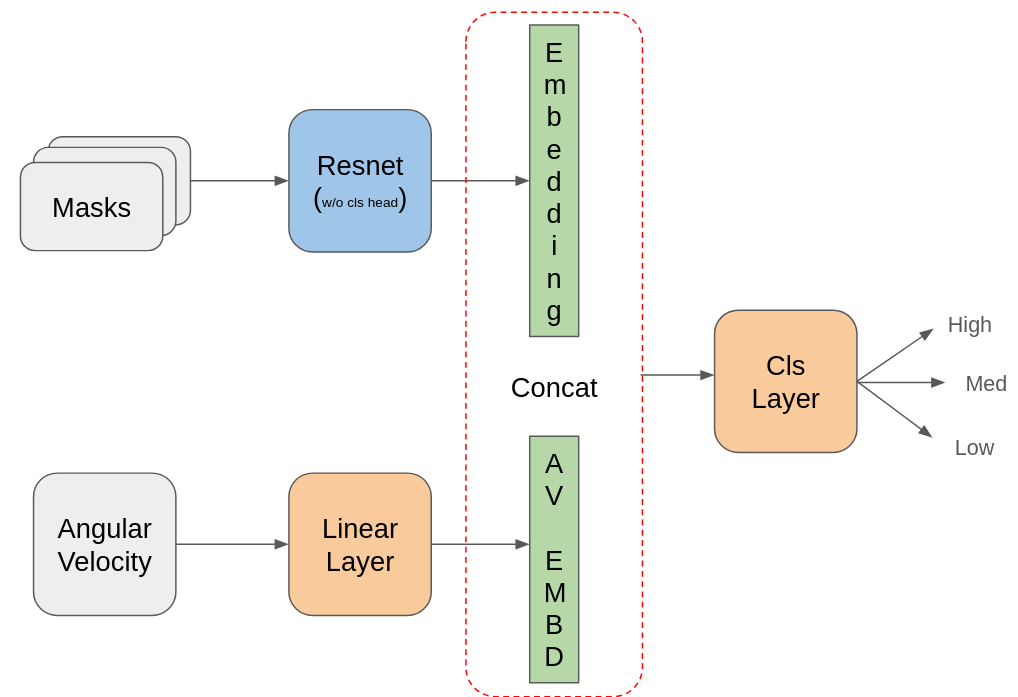 Masks
Resnet
(w/o cls head)
Embedding
Concat
Angular
Velocity
Linear
Layer
AV EMBD
Cls
Layer
High
Med
Low